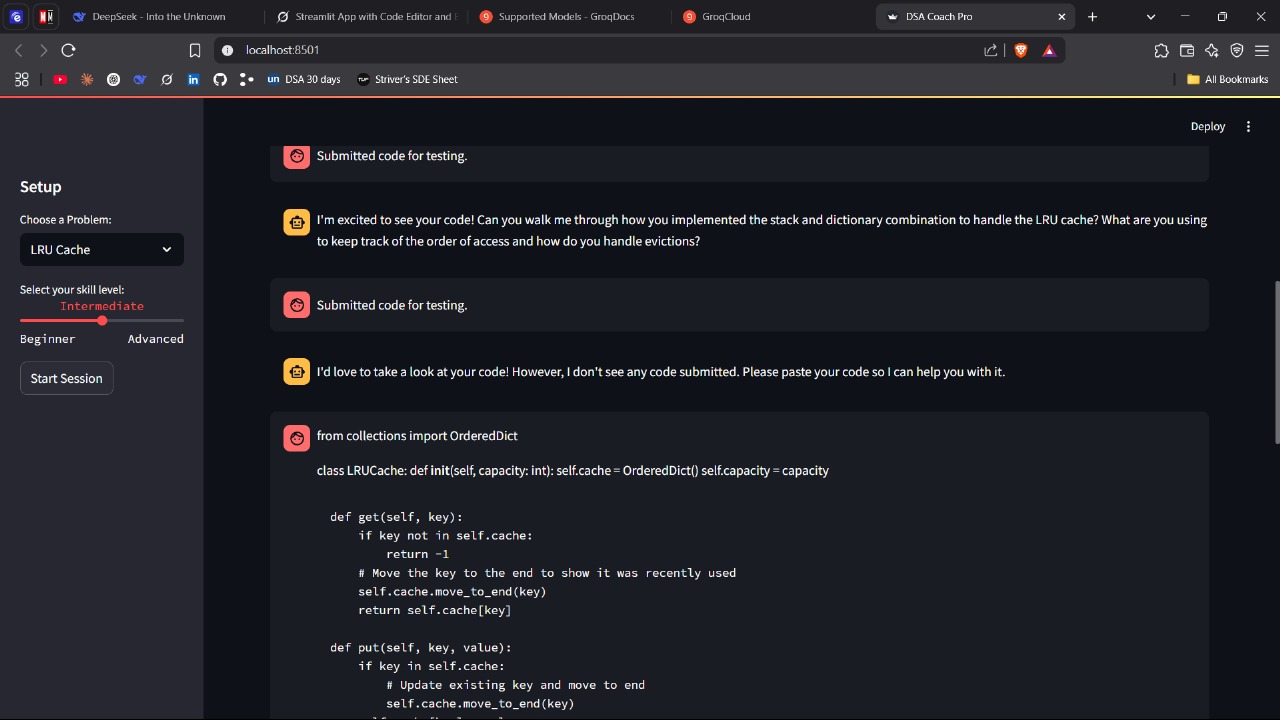 DeepSeek - Into the Unknown
Streamlit App with Code Editor and
Supported Models - GroqDocs
GroqCloud
DSA Coach Pro
localhost:8501
in
un DSA 30 days
TUF Striver's SDE Sheet
All Bookmarks
Deploy
Setup
Choose a Problem:
LRU Cache
Select your skill level:
Intermediate
Beginner Advanced
Start Session
Submitted code for testing.
I'm excited to see your code! Can you walk me through how you implemented the stack and dictionary combination to handle the LRU cache? What are you using
to keep track of the order of access and how do you handle evictions?
Submitted code for testing.
I'd love to take a look at your code! However, I don't see any code submitted. Please paste your code so I can help you with it.
from collections import OrderedDict
class LRUCache: def init(self, capacity: int): self.cache = OrderedDict() self.capacity = capacity
def get(self, key):
if key not in self.cache:
return -1
# Move the key to the end to show it was recently used
self.cache.move_to_end(key)
return self.cache[key]
def put(self, key, value):
if key in self.cache:
# Update existing key and move to end
self.cache.move_to_end(key)